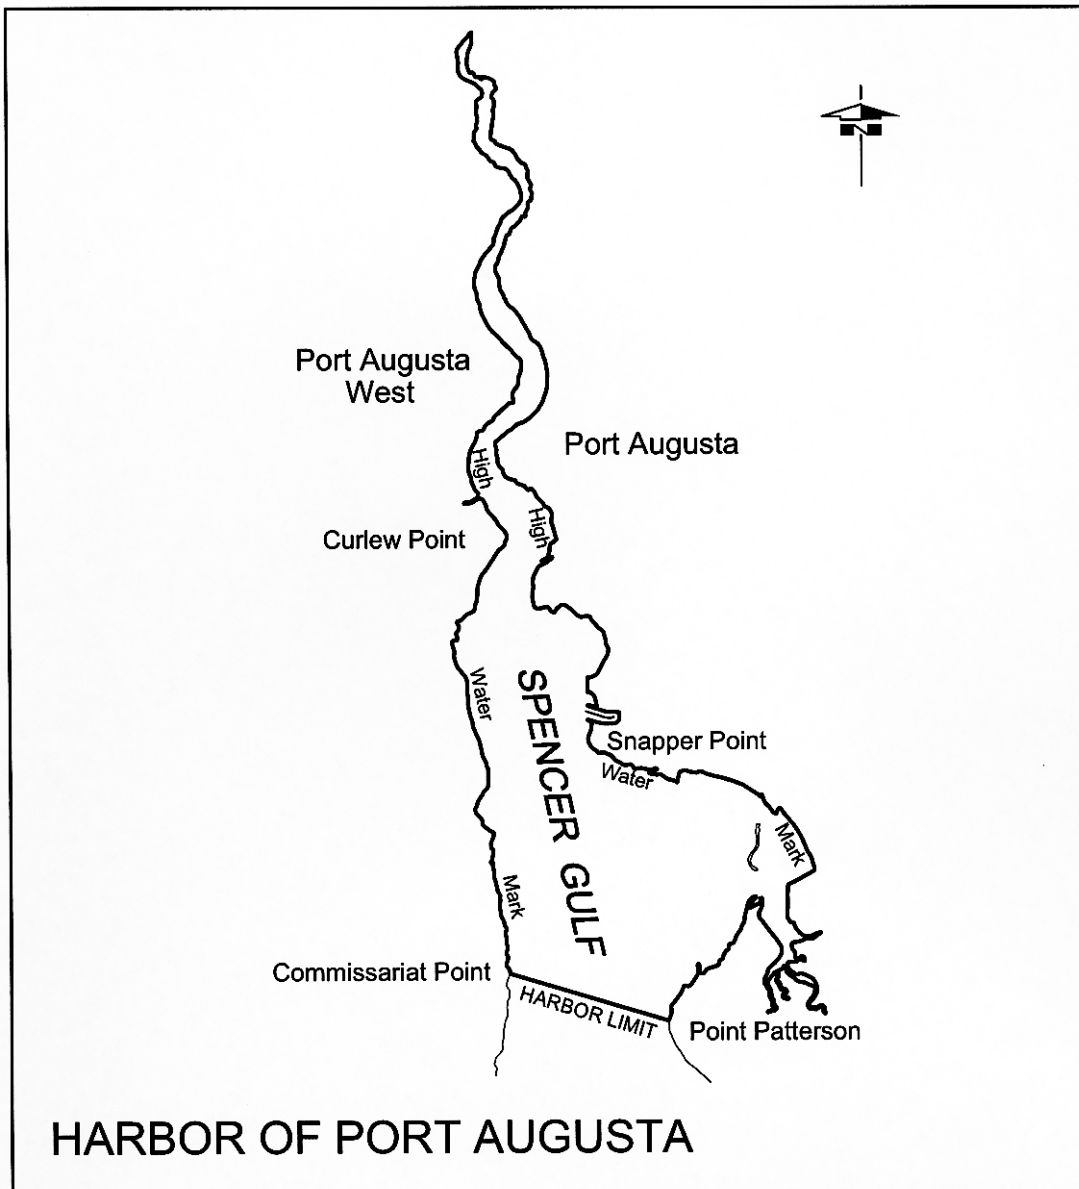 N
Port Augusta
West
Port Augusta
High
High
Curlew Point
Water
SPENCER GULF
Snapper Point
Water
Mark
Mark
Commissariat Point
HARBOR LIMIT
Point Patterson
HARBOR OF PORT AUGUSTA